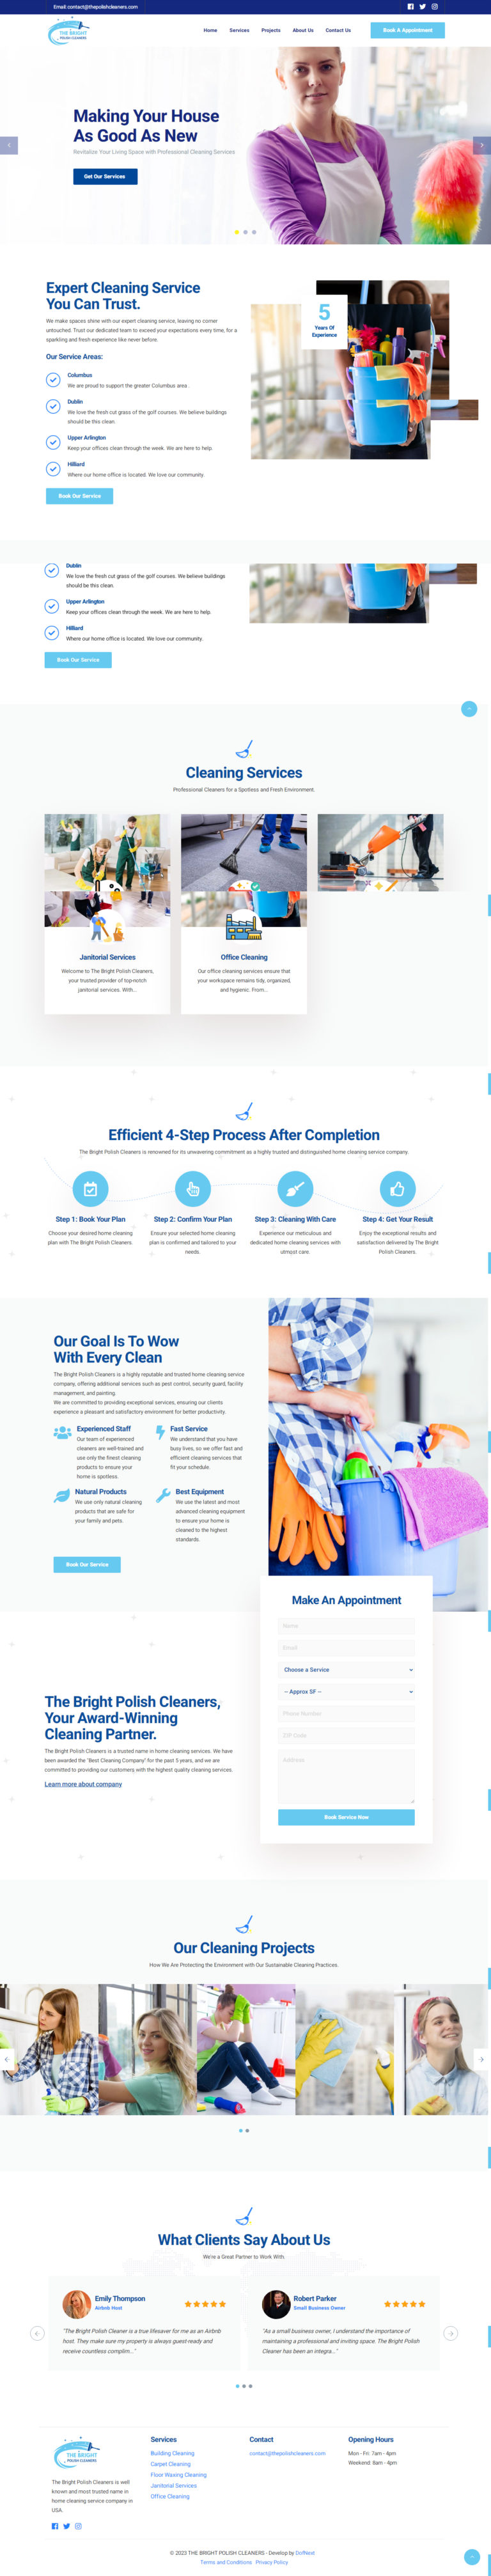 Email: contact@thepolishcleaners.com
THE BRIGHT
POLISH CLEANERS
Home Services Projects About Us Contact Us
Book A Appointment
Making Your House
As Good As New
Revitalize Your Living Space with Professional Cleaning Services
Get Our Services
Expert Cleaning Service
You Can Trust.
We make spaces shine with our expert cleaning service, leaving no corner
untouched. Trust our dedicated team to exceed your expectations every time, for a
sparkling and fresh experience like never before.
Our Service Areas:
Columbus
We are proud to support the greater Columbus area
Dublin
We love the fresh cut grass of the golf courses. We believe buildings
should be this clean.
Upper Arlington
Keep your offices clean through the week. We are here to help.
Hilliard
Where our home office is located. We love our community.
Book Our Service
5
Years Of
Experience
Dublin
We love the fresh cut grass of the golf courses. We believe buildings
should be this clean.
Upper Arlington
Keep your offices clean through the week. We are here to help.
Hilliard
Where our home office is located. We love our community.
Book Our Service
Cleaning Services
Professional Cleaners for a Spotless and Fresh Environment.
Janitorial Services
Welcome to The Bright Polish Cleaners,
your trusted provider of top-notch
janitorial services. With...
Office Cleaning
Our office cleaning services ensure that
your workspace remains tidy, organized,
and hygienic. From...
Efficient 4-Step Process After Completion
The Bright Polish Cleaners is renowned for its unwavering commitment as a highly trusted and distinguished home cleaning service company.
Step 1: Book Your Plan
Choose your desired home cleaning
plan with The Bright Polish Cleaners.
Step 2: Confirm Your Plan
Ensure your selected home cleaning
plan is confirmed and tailored to your
needs.
Step 3: Cleaning With Care
Experience our meticulous and
dedicated home cleaning services with
utmost care.
Step 4: Get Your Result
Enjoy the exceptional results and
satisfaction delivered by The Bright
Polish Cleaners.
Our Goal Is To Wow
With Every Clean
The Bright Polish Cleaners is a highly reputable and trusted home cleaning service
company, offering additional services such as pest control, security guard, facility
management, and painting.
We are committed to providing exceptional services, ensuring our clients
experience a pleasant and satisfactory environment for better productivity.
Experienced Staff
Our team of experienced
cleaners are well-trained and
use only the finest cleaning
products to ensure your
home is spotless.
Fast Service
We understand that you have
busy lives, so we offer fast and
efficient cleaning services that
fit your schedule.
Natural Products
We use only natural cleaning
products that are safe for
your family and pets.
Best Equipment
We use the latest and most
advanced cleaning equipment
to ensure your home is
cleaned to the highest
standards.
Book Our Service
Make An Appointment
Name
Email
Choose a Service
-- Approx SF --
Phone Number
ZIP Code
Address
Book Service Now
The Bright Polish Cleaners,
Your Award-Winning
Cleaning Partner.
The Bright Polish Cleaners is a trusted name in home cleaning services. We have
been awarded the "Best Cleaning Company" for the past 5 years, and we are
committed to providing our customers with the highest quality cleaning services.
Learn more about company
Our Cleaning Projects
How We Are Protecting the Environment with Our Sustainable Cleaning Practices.
What Clients Say About Us
We're a Great Partner to Work With.
Emily Thompson
Airbnb Host
"The Bright Polish Cleaner is a true lifesaver for me as an Airbnb
host. They make sure my property is always guest-ready and
receive countless complim..."
Robert Parker
Small Business Owner
"As a small business owner, I understand the importance of
maintaining a professional and inviting space. The Bright Polish
Cleaner has been an integra..."
THE BRIGHT
POLISH CLEANERS
The Bright Polish Cleaners is well
known and most trusted name in
home cleaning service company in
USA.
Services
Building Cleaning
Carpet Cleaning
Floor Waxing Cleaning
Janitorial Services
Office Cleaning
Contact
contact@thepolishcleaners.com
Opening Hours
Mon - Fri: 7am - 4pm
Weekend: 8am - 4pm
© 2023 THE BRIGHT POLISH CLEANERS - Develop by DofNext
Terms and Conditions Privacy Policy